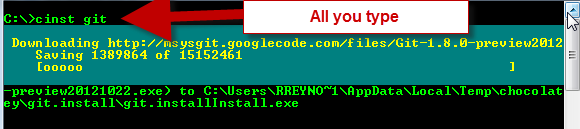 C:\>cinst git
All you type
Downloading http://msysgit.googlecode.com/files/Git-1.8.0-preview2012
Saving 1389864 of 15152461
[ooooo ]
-preview20121022.exe) to C:\Users\RREYNO~1\AppData\Local\Temp\chocolat
ey\git.install\git.installInstall.exe